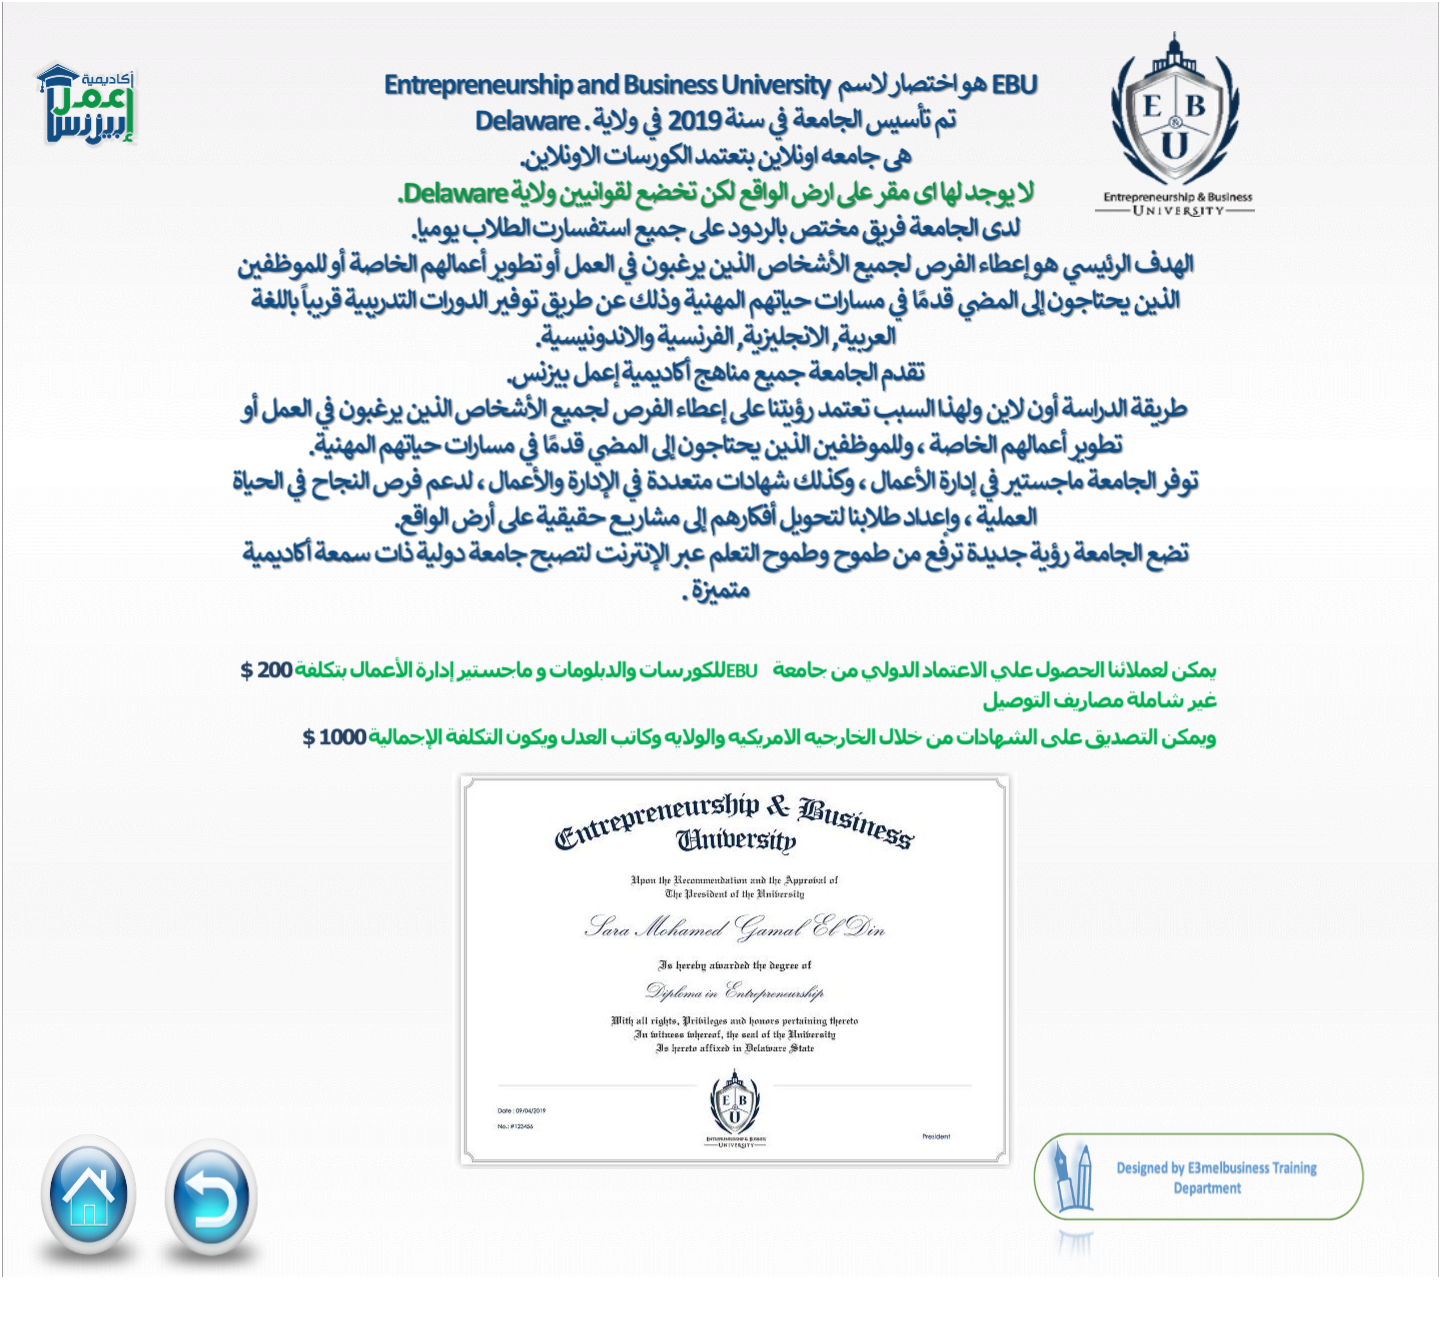 أكاديمية
إعمل
بيزنس
E B
&
U
Entrepreneurship & Business
UNIVERSITY
EBU هو اختصار لاسم Entrepreneurship and Business University
تم تأسيس الجامعة في سنة 2019 في ولاية Delaware .
هى جامعه اونلاين بتعتمد الكورسات الاونلاين.
لا يوجد لها اى مقر على ارض الواقع لكن تخضع لقوانيين ولاية Delaware.
لدى الجامعة فريق مختص بالردود على جميع استفسارت الطلاب يوميا.
الهدف الرئيسي هو إعطاء الفرص لجميع الأشخاص الذين يرغبون في العمل أو تطوير أعمالهم الخاصة أو للموظفين
الذين يحتاجون إلى المضي قدمًا في مسارات حياتهم المهنية وذلك عن طريق توفير الدورات التدريبية قريباً باللغة
العربية, الانجليزية, الفرنسية والاندونيسية.
تقدم الجامعة جميع مناهج أكاديمية إعمل بيزنس.
طريقة الدراسة أون لاين ولهذا السبب تعتمد رؤيتنا على إعطاء الفرص لجميع الأشخاص الذين يرغبون في العمل أو
تطوير أعمالهم الخاصة ، وللموظفين الذين يحتاجون إلى المضي قدمًا في مسارات حياتهم المهنية.
توفر الجامعة ماجستير في إدارة الأعمال ، وكذلك شهادات متعددة في الإدارة والأعمال ، لدعم فرص النجاح في الحياة
العملية ، وإعداد طلابنا لتحويل أفكارهم إلى مشاريع حقيقية على أرض الواقع.
تضع الجامعة رؤية جديدة ترفع من طموح وطموح التعلم عبر الإنترنت لتصبح جامعة دولية ذات سمعة أكاديمية
متميزة .
يمكن لعملائنا الحصول علي الاعتماد الدولي من جامعة EBUللكورسات والدبلومات و ماجستير إدارة الأعمال بتكلفة 200 $
غير شاملة مصاريف التوصيل
ويمكن التصديق على الشهادات من خلال الخارجيه الامريكيه والولايه وكاتب العدل ويكون التكلفة الإجمالية 1000 $
Entrepreneurship & Business
University
Upon the Recommendation and the Approval of
The President of the University
Sara Mohamed Gamal El-Din
Is hereby awarded the degree of
Diploma in Entrepreneurship
With all rights, Privileges and honors pertaining thereto
In witness whereof, the seal of the University
Is hereto affixed in Delaware State
E B
U
ENTREPRENEURSHIP & BUSINESS
UNIVERSITY
Date : 09/04/2019
No.: #123456
President
Designed by E3melbusiness Training
Department